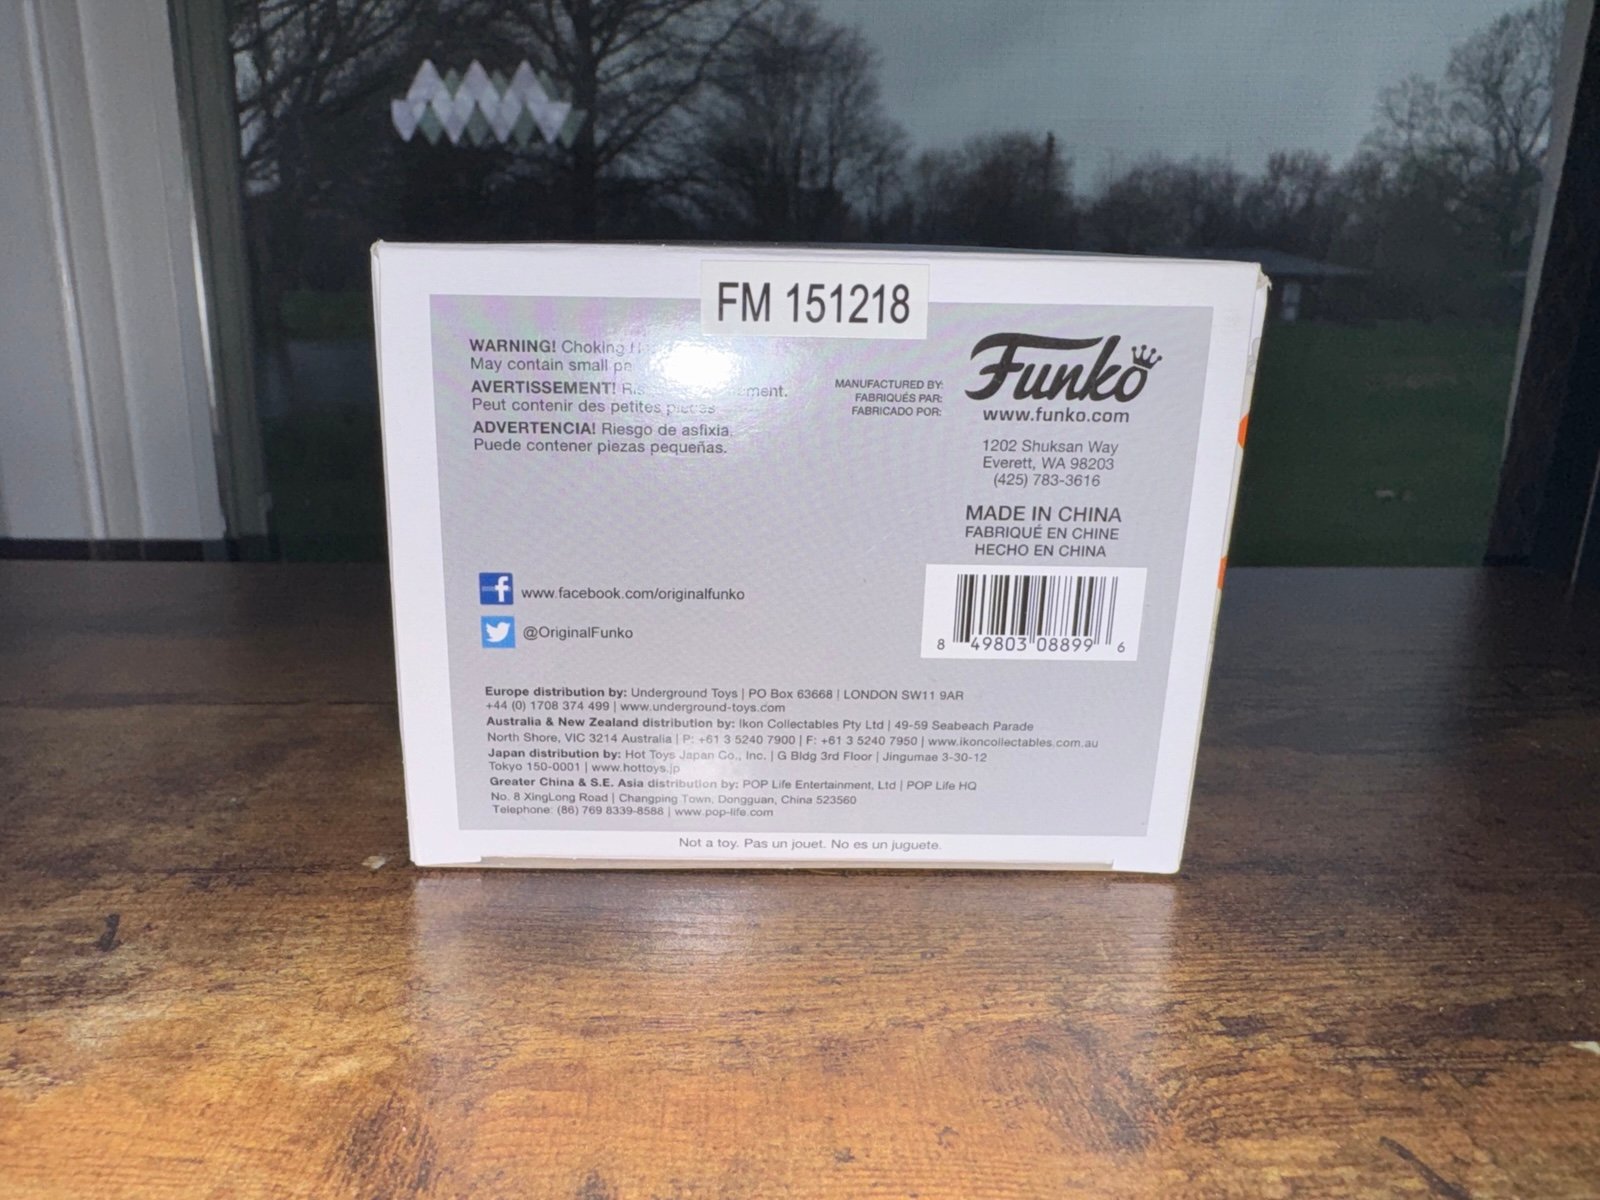 FM 151218
WARNING! Choking
May contain small
AVERTISSEMENT!
Peut contenir des petites pièces
ADVERTENCIA! Riesgo de asfixia.
Puede contener piezas pequeñas.
MANUFACTURED BY:
FABRIQUÉS PAR:
FABRICADO POR:
Funko
www.funko.com
1202 Shuksan Way
Everett, WA 98203
(425) 783-3616
MADE IN CHINA
FABRIQUÉ EN CHINE
HECHO EN CHINA
f www.facebook.com/originalfunko
@OriginalFunko
8 49803 08899 6
Europe distribution by: Underground Toys | PO Box 63668 | LONDON SW11 9AR
+44 (0) 1708 374 499 | www.underground-toys.com
Australia & New Zealand distribution by: Ikon Collectables Pty Ltd | 49-59 Seabeach Parade
North Shore, VIC 3214 Australia | P: +61 3 5240 7900 | F: +61 3 5240 7950 | www.ikoncollectables.com.au
Japan distribution by: Hot Toys Japan Co., Inc. | G Bldg 3rd Floor | Jingumae 3-30-12
Tokyo 150-0001 | www.hottoys.jp
Greater China & S.E. Asia distribution by: POP Life Entertainment, Ltd | POP Life HQ
No. 8 XingLong Road | Changping Town, Dongguan, China 523560
Telephone: (86) 769 8339-8588 | www.pop-life.com
Not a toy. Pas un jouet. No es un juguete.